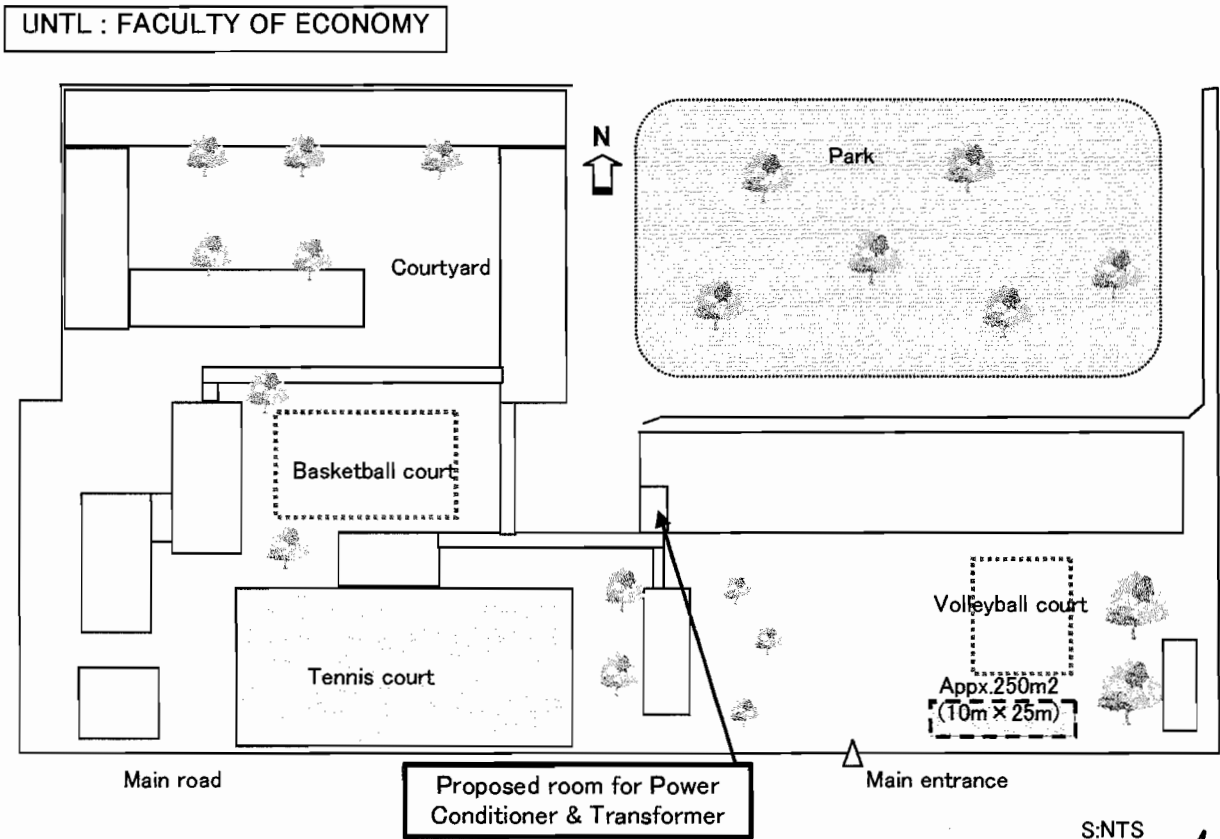 UNTL : FACULTY OF ECONOMY
N
Park
Courtyard
Basketball court
Volleyball court
Tennis court
Appx.250m2
(10m×25m)
Main road
Proposed room for Power
Conditioner & Transformer
Main entrance
S:NTS